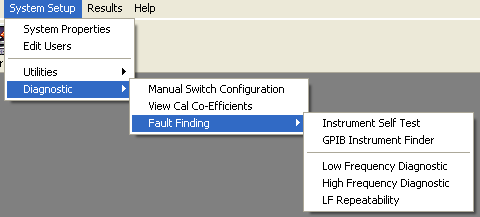 System Setup Results Help
System Properties
Edit Users
Utilities
Diagnostic
Manual Switch Configuration
View Cal Co-Efficients
Fault Finding
Instrument Self Test
GPIB Instrument Finder
Low Frequency Diagnostic
High Frequency Diagnostic
LF Repeatability